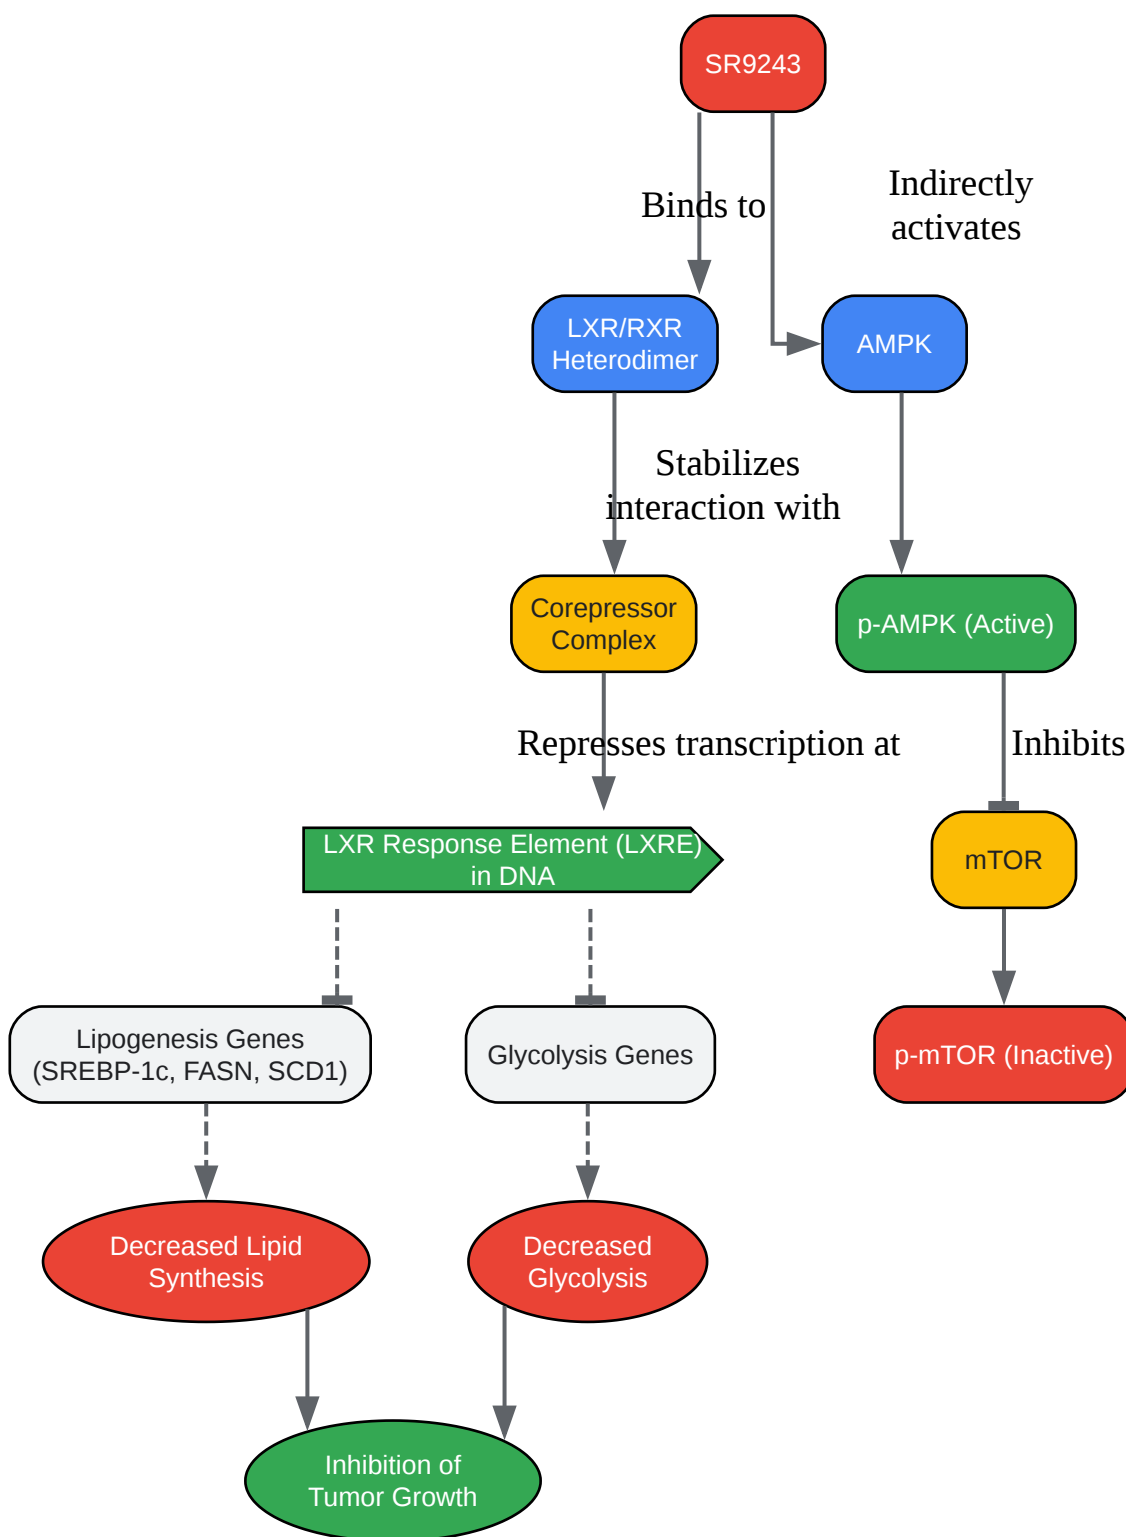 SR9243
Binds to
Indirectly
activates
LXR/RXR
Heterodimer
AMPK
Stabilizes
interaction with
Corepressor
Complex
p-AMPK (Active)
Represses transcription at
Inhibits
LXR Response Element (LXRE)
in DNA
mTOR
Lipogenesis Genes
(SREBP-1c, FASN, SCD1)
Glycolysis Genes
p-mTOR (Inactive)
Decreased Lipid
Synthesis
Decreased
Glycolysis
Inhibition of
Tumor Growth